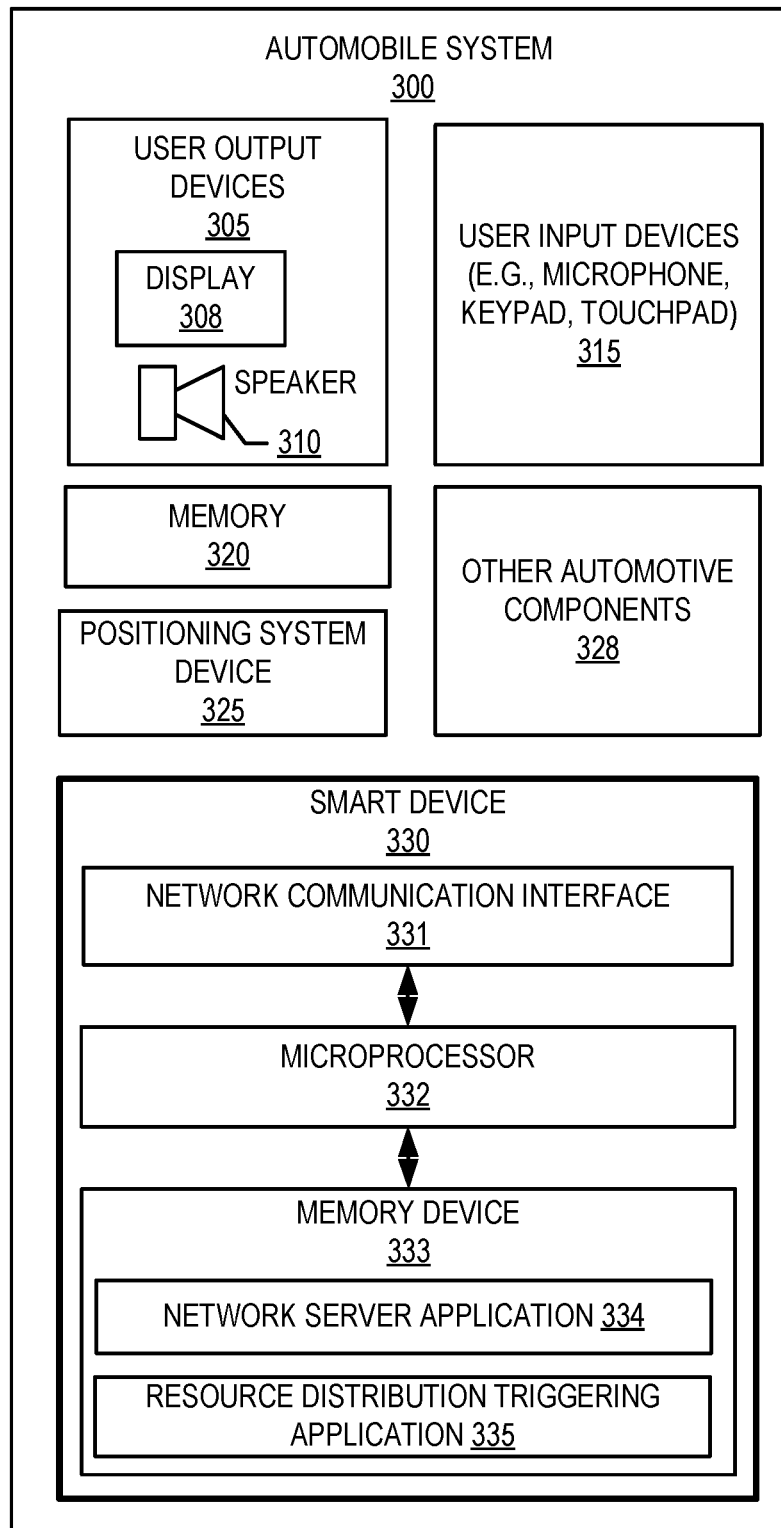 AUTOMOBILE SYSTEM
300
USER OUTPUT
DEVICES
305
DISPLAY
308
SPEAKER
310
USER INPUT DEVICES
(E.G., MICROPHONE,
KEYPAD, TOUCHPAD)
315
MEMORY
320
POSITIONING SYSTEM
DEVICE
325
OTHER AUTOMOTIVE
COMPONENTS
328
SMART DEVICE
330
NETWORK COMMUNICATION INTERFACE
331
MICROPROCESSOR
332
MEMORY DEVICE
333
NETWORK SERVER APPLICATION 334
RESOURCE DISTRIBUTION TRIGGERING
APPLICATION 335